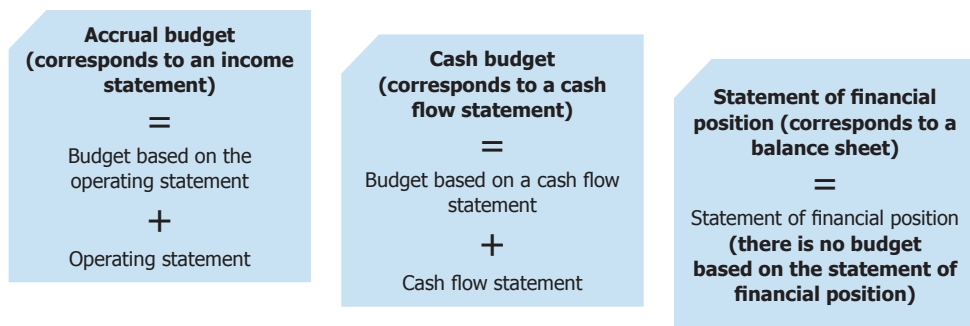 Accrual budget
(corresponds to an income
statement)
=
Budget based on the
operating statement
+
Operating statement
Cash budget
(corresponds to a cash
flow statement)
=
Budget based on a cash flow
statement
+
Cash flow statement
Statement of financial
position (corresponds to a
balance sheet)
=
Statement of financial position
(there is no budget
based on the statement of
financial position)